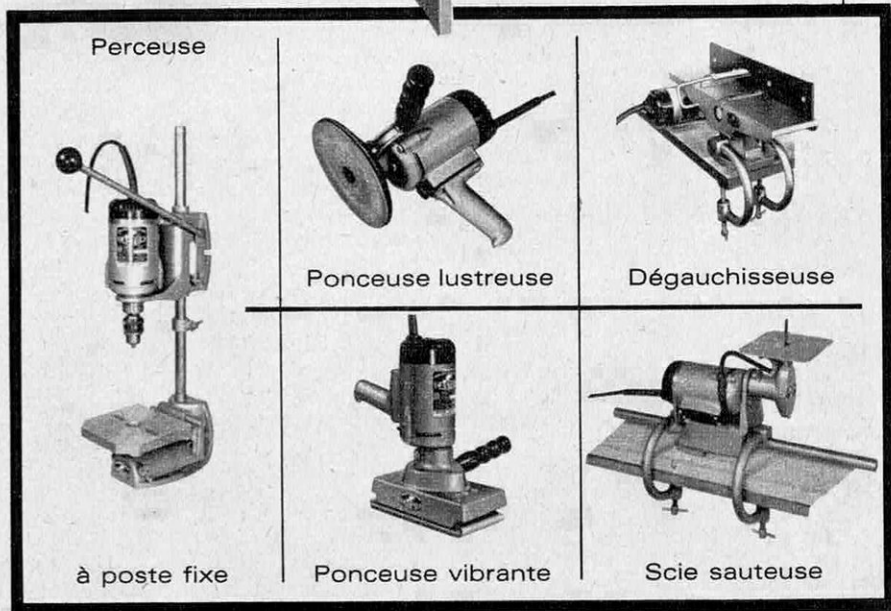 Perceuse
à poste fixe
Ponceuse lustreuse
Dégauchisseuse
Ponceuse vibrante
Scie sauteuse